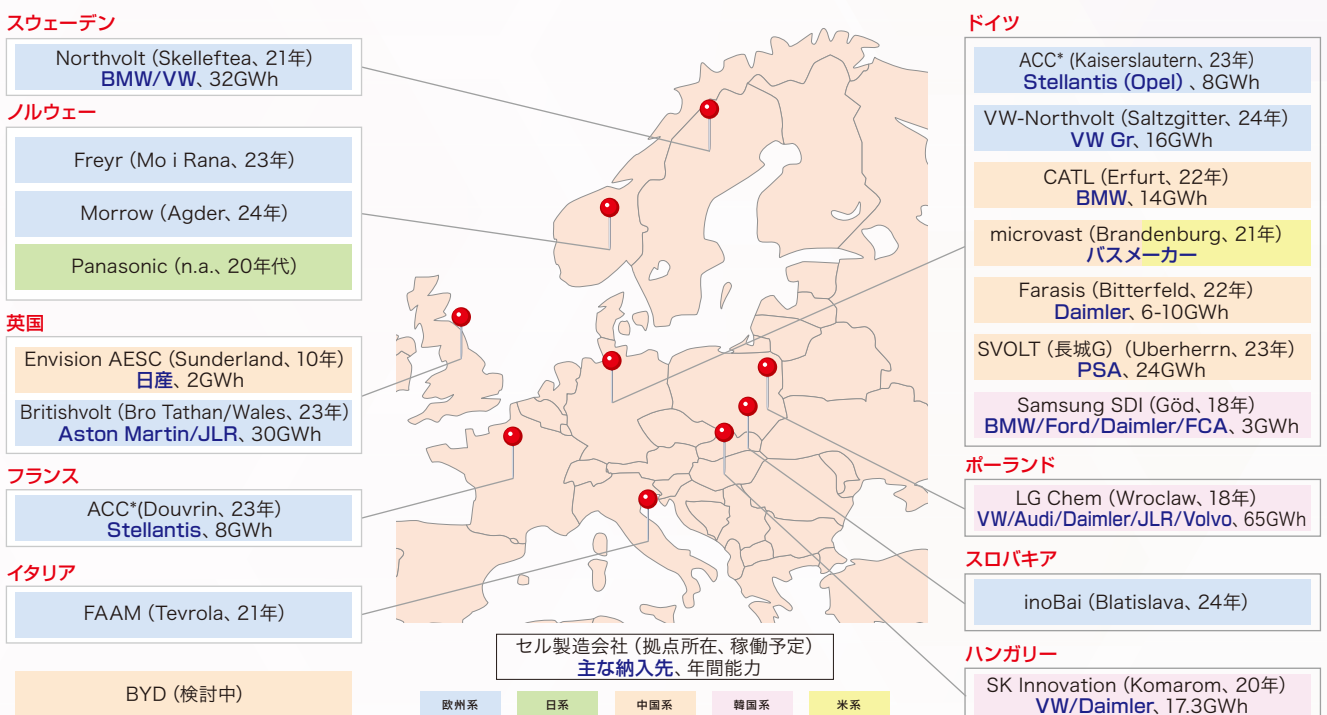 スウェーデン
Northvolt (Skelleftea、21年)
BMW/VW、32GWh
ノルウェー
Freyr (Mo i Rana、23年)
Morrow (Agder、24年)
Panasonic (n.a.、20年代)
英国
Envision AESC (Sunderland、10年)
日産、2GWh
Britishvolt (Bro Tathan/Wales、23年)
Aston Martin/JLR、30GWh
フランス
ACC*(Douvrin、23年)
Stellantis、8GWh
イタリア
FAAM (Tevrola、21年)
BYD (検討中)
セル製造会社 (拠点所在、稼働予定)
主な納入先、年間能力
欧州系
日系
中国系
韓国系
米系
ドイツ
ACC* (Kaiserslautern、23年)
Stellantis (Opel) 、8GWh
VW-Northvolt (Saltzgitter、24年)
VW Gr、16GWh
CATL (Erfurt、22年)
BMW、14GWh
microvast (Brandenburg、21年)
バスメーカー
Farasis (Bitterfeld、22年)
Daimler、6-10GWh
SVOLT (長城G) (Uberherrn、23年)
PSA、24GWh
Samsung SDI (Göd、18年)
BMW/Ford/Daimler/FCA、3GWh
ポーランド
LG Chem (Wroclaw、18年)
VW/Audi/Daimler/JLR/Volvo、65GWh
スロバキア
inoBai (Blatislava、24年)
ハンガリー
SK Innovation (Komarom、20年)
VW/Daimler、17.3GWh